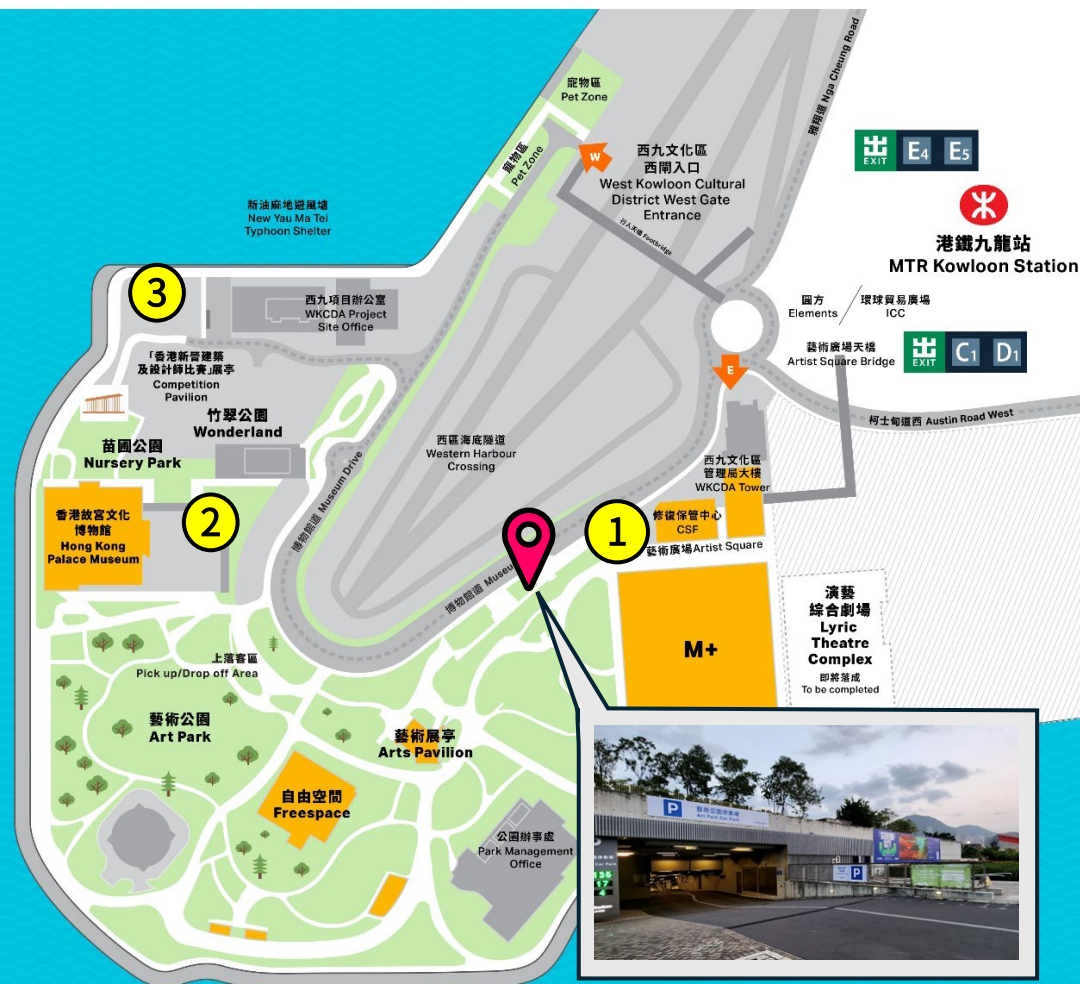 寵物區
Pet Zone
寵物區
Pet Zone
W
西九文化區
西閘入口
West Kowloon Cultural
District West Gate
Entrance
行人天橋 Footbridge
雅翔道 Nga Cheung Road
出
EXIT
E4
E5
港鐵九龍站
MTR Kowloon Station
新油麻地避風塘
New Yau Ma Tei
Typhoon Shelter
3
西九項目辦公室
WKCDA Project
Site Office
圓方
Elements
環球貿易廣場
ICC
藝術廣場天橋
Artist Square Bridge
出
EXIT
C1
D1
E
柯士甸道西 Austin Road West
「香港新晉建築
及設計師比賽」展亭
Competition
Pavilion
竹翠公園
Wonderland
苗圃公園
Nursery Park
西區海底隧道
Western Harbour
Crossing
博物館道 Museum Drive
西九文化區
管理局大樓
WKCDA Tower
香港故宮文化
博物館
Hong Kong
Palace Museum
2
1
修復保管中心
CSF
藝術廣場Artist Square
博物館道 Museu
M+
演藝
綜合劇場
Lyric
Theatre
Complex
即將落成
To be completed
上落客區
Pick up/Drop off Area
藝術公園
Art Park
藝術展亭
Arts Pavilion
自由空間
Freespace
公園辦事處
Park Management
Office
P
藝術公園停車場
Art Park Car Park
P